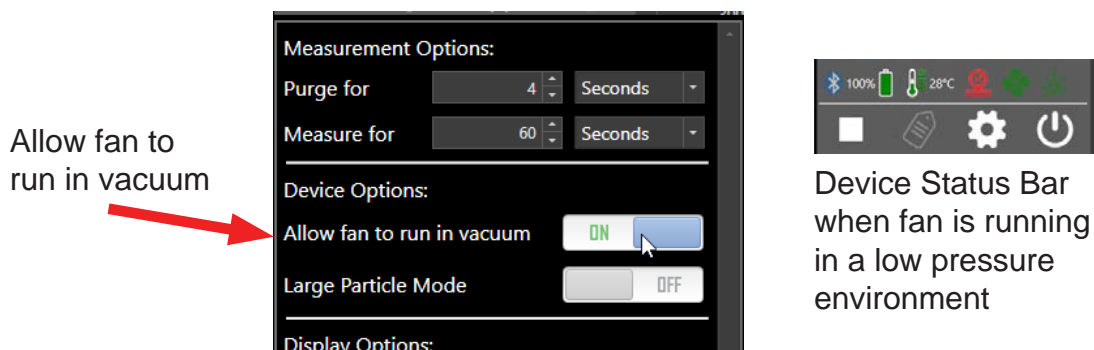 Measurement Options:
Purge for 4 Seconds
Measure for 60 Seconds
Allow fan to
run in vacuum
Device Options:
Allow fan to run in vacuum ON
Large Particle Mode OFF
Display Options:
100% 28°C
Device Status Bar
when fan is running
in a low pressure
environment